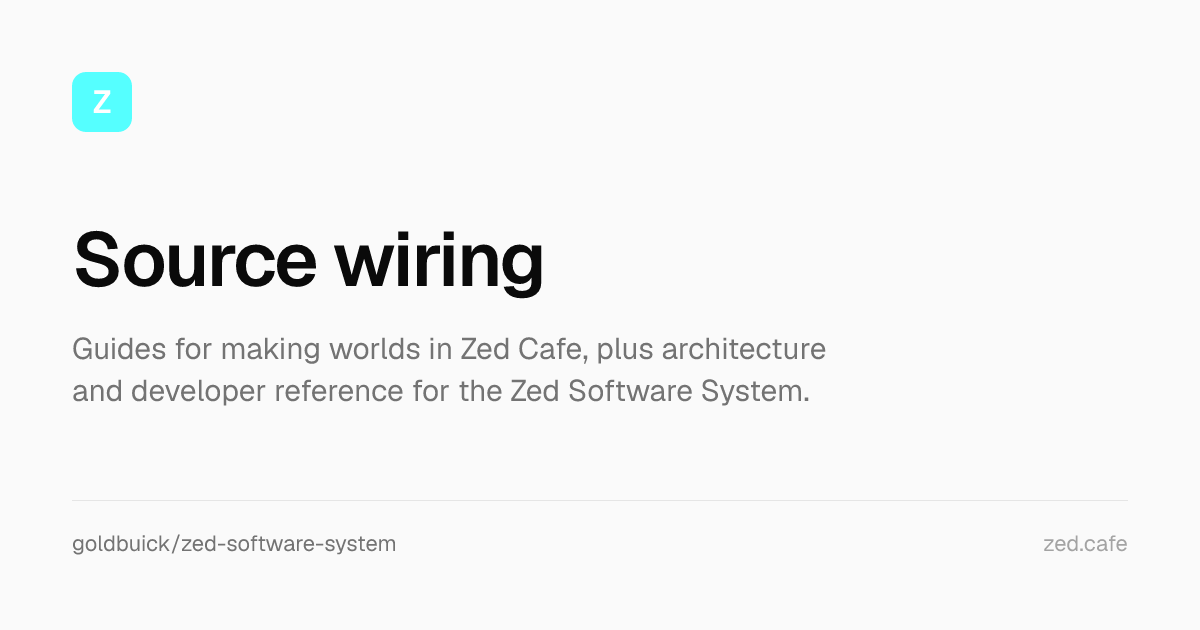 Z
Source wiring
Guides for making worlds in Zed Cafe, plus architecture
and developer reference for the Zed Software System.
goldbuick/zed-software-system
zed.cafe